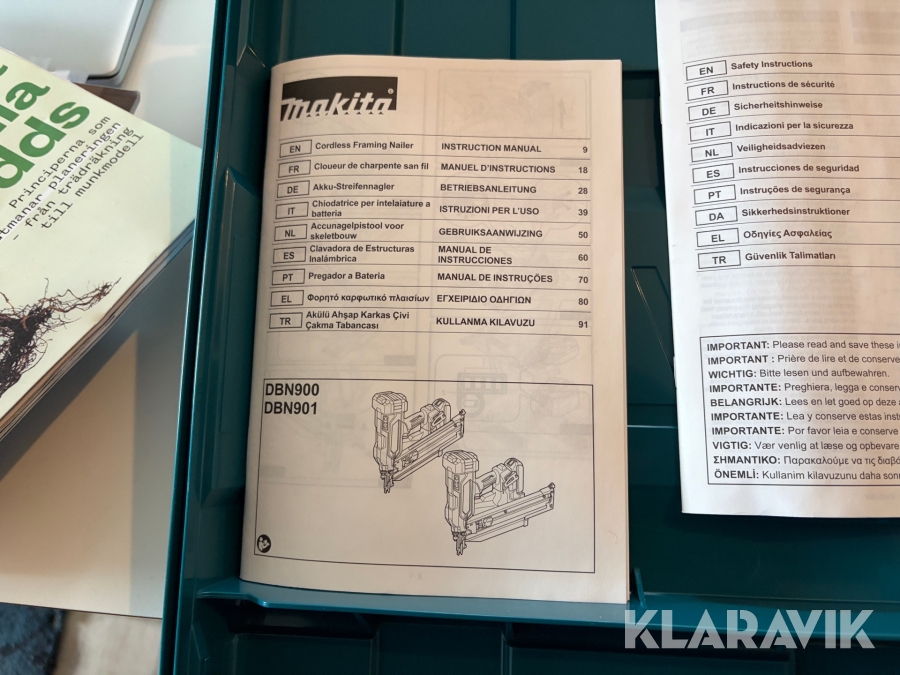 dds
Principerna som
utmanar planeringen
- från trädräkning
till munkmodell
makita
EN Cordless Framing Nailer INSTRUCTION MANUAL 9
FR Cloueur de charpente san fil MANUEL D'INSTRUCTIONS 18
DE Akku-Streifennagler BETRIEBSANLEITUNG 28
IT Chiodatrice per intelaiature a
batteria ISTRUZIONI PER L'USO 39
NL Accunagelpistool voor
skeletbouw GEBRUIKSAANWIJZING 50
ES Clavadora de Estructuras
Inalámbrica MANUAL DE
INSTRUCCIONES 60
PT Pregador a Bateria MANUAL DE INSTRUÇÕES 70
EL Φορητό καρφωτικό πλαισίων ΕΓΧΕΙΡΙΔΙΟ ΟΔΗΓΙΩΝ 80
TR Akülü Ahşap Karkas Çivi
Çakma Tabancası KULLANMA KILAVUZU 91
DBN900
DBN901
EN Safety Instructions
FR Instructions de sécurité
DE Sicherheitshinweise
IT Indicazioni per la sicurezza
NL Veiligheidsadviezen
ES Instrucciones de seguridad
PT Instruções de segurança
DA Sikkerhedsinstruktioner
EL Οδηγίες Ασφαλείας
TR Güvenlik Talimatları
IMPORTANT: Please read and save these
IMPORTANT : Prière de lire et de conserve
WICHTIG: Bitte lesen und aufbewahren.
IMPORTANTE: Preghiera, legga e conserv
BELANGRIJK: Lees en let goed op deze
IMPORTANTE: Lea y conserve estas inst
IMPORTANTE: Por favor leia e conserve
VIGTIG: Vær venlig at læse og opbevare
ΣΗΜΑΝΤΙΚΟ: Παρακαλούμε να τις διαβά
ÖNEMLİ: Kullanim kilavuzunu daha son
KLARAVIK